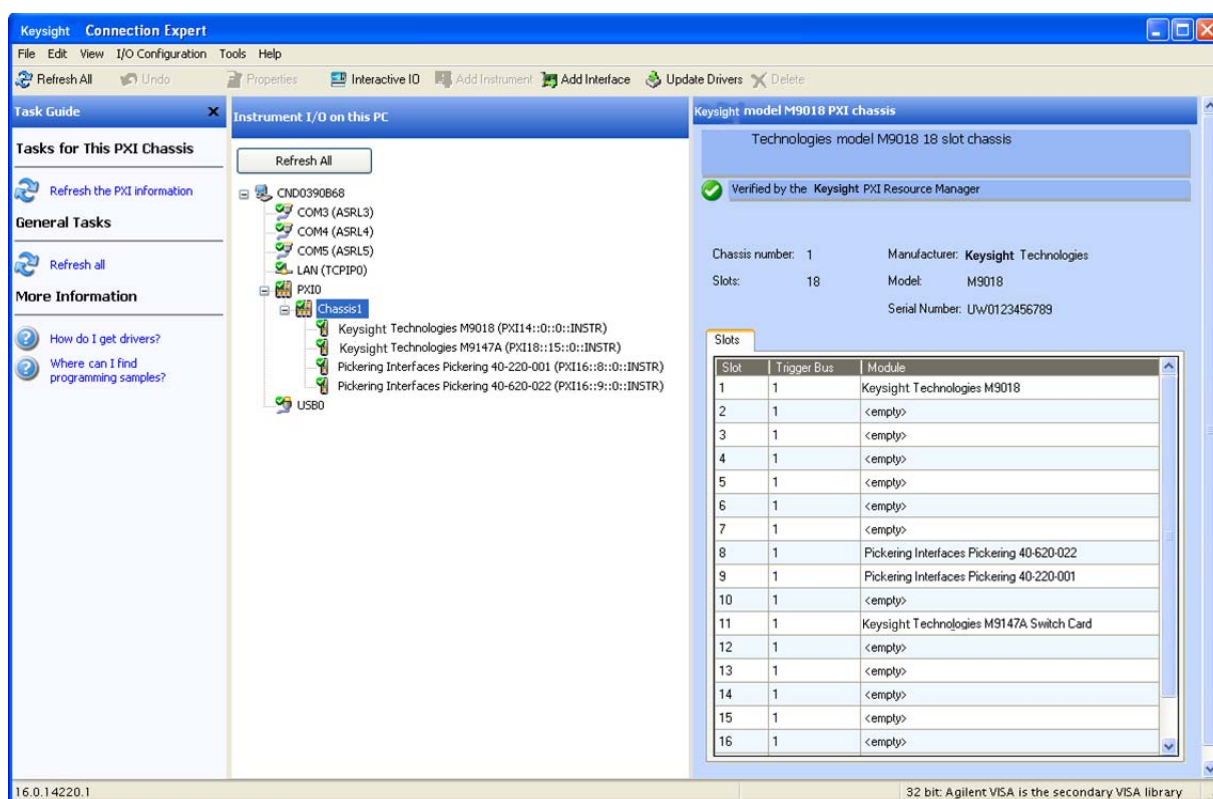 Keysight Connection Expert
File Edit View I/O Configuration Tools Help
Refresh All Undo Properties Interactive IO Add Instrument Add Interface Update Drivers Delete
Task Guide
Tasks for This PXI Chassis
Refresh the PXI information
General Tasks
Refresh all
More Information
How do I get drivers?
Where can I find
programming samples?
Instrument I/O on this PC
Refresh All
CND0390B68
COM3 (ASRL3)
COM4 (ASRL4)
COM5 (ASRL5)
LAN (TCPIP0)
PXI0
Chassis1
Keysight Technologies M9018 (PXI14::0::0::INSTR)
Keysight Technologies M9147A (PXI18::15::0::INSTR)
Pickering Interfaces Pickering 40-220-001 (PXI16::8::0::INSTR)
Pickering Interfaces Pickering 40-620-022 (PXI16::9::0::INSTR)
USB0
Keysight model M9018 PXI chassis
Technologies model M9018 18 slot chassis
Verified by the Keysight PXI Resource Manager
Chassis number: 1 Manufacturer: Keysight Technologies
Slots: 18 Model: M9018
Serial Number: UW0123456789
Slots
Slot Trigger Bus Module
1 1 Keysight Technologies M9018
2 1 <empty>
3 1 <empty>
4 1 <empty>
5 1 <empty>
6 1 <empty>
7 1 <empty>
8 1 Pickering Interfaces Pickering 40-620-022
9 1 Pickering Interfaces Pickering 40-220-001
10 1 <empty>
11 1 Keysight Technologies M9147A Switch Card
12 1 <empty>
13 1 <empty>
14 1 <empty>
15 1 <empty>
16 1 <empty>
16.0.14220.1 32 bit: Agilent VISA is the secondary VISA library